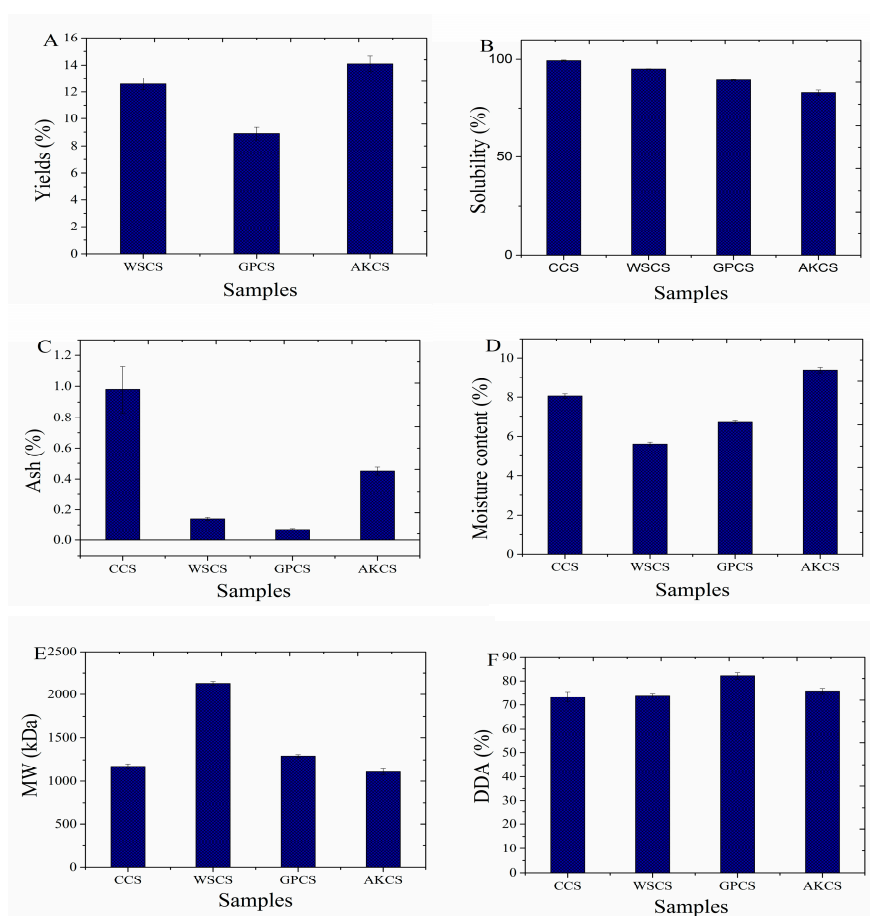 A
Yields (%)
16
14
12
10
8
6
4
2
0
WSCS GPCS AKCS
Samples
B
Solubility (%)
100
50
0
CCS WSCS GPCS AKCS
Samples
C
Ash (%)
1.2
1.0
0.8
0.6
0.4
0.2
0.0
CCS WSCS GPCS AKCS
Samples
D
Moisture content (%)
10
8
6
4
2
0
CCS WSCS GPCS AKCS
Samples
E
MW (kDa)
2500
2000
1500
1000
500
0
CCS WSCS GPCS AKCS
Samples
F
DDA (%)
90
80
70
60
50
40
30
20
10
0
CCS WSCS GPCS AKCS
Samples